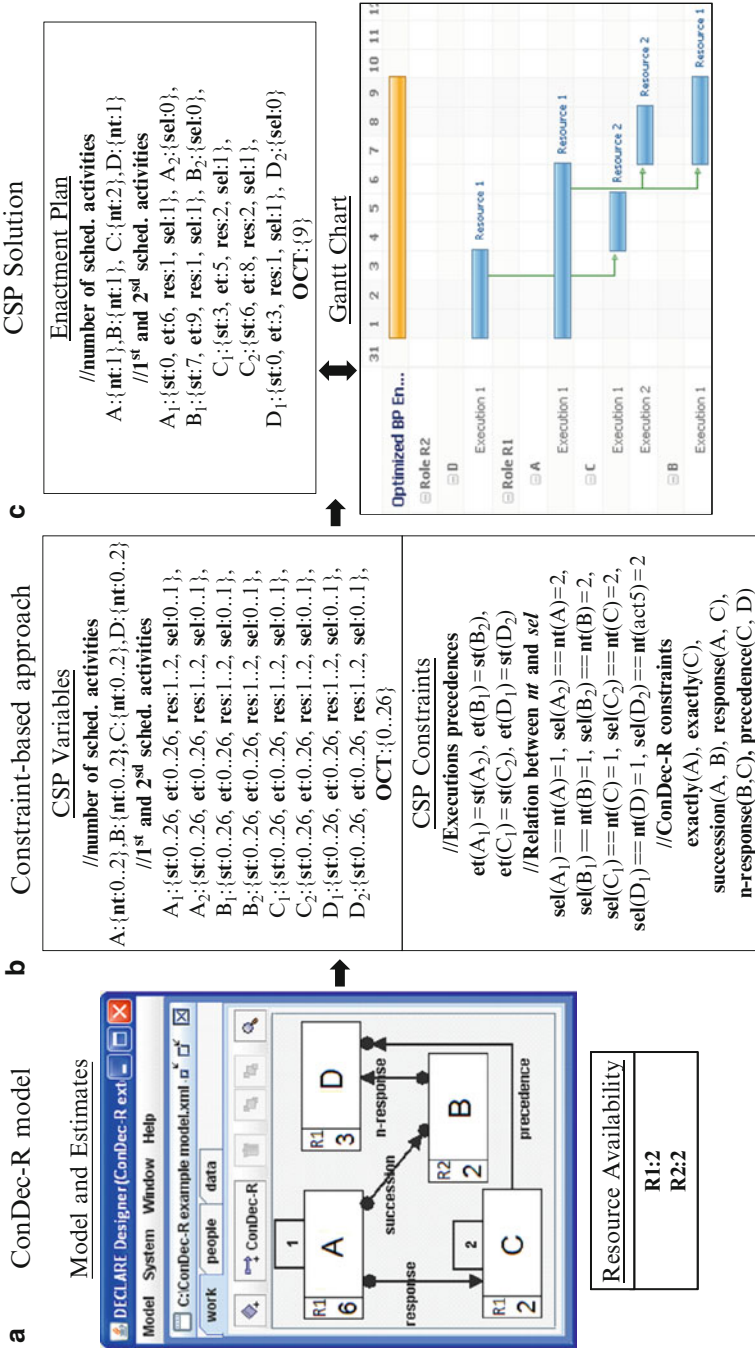 a
ConDec-R model
Model and Estimates
DECLARE Designer(ConDec-R ext
Model System Window Help
C:\ConDec-R example model.xml
work people data
ConDec-R
1
R1
6
A
R1
3
D
response
succession
n-response
2
R1
2
C
R2
2
B
precedence
Resource Availability
R1:2
R2:2
b
Constraint-based approach
CSP Variables
//number of sched. activities
A:{nt:0..2},B:{nt:0..2},C:{nt:0..2},D:{nt:0..2}
//1st and 2sd sched. activities
A1:{st:0..26, et:0..26, res:1..2, sel:0..1},
A2:{st:0..26, et:0..26, res:1..2, sel:0..1},
B1:{st:0..26, et:0..26, res:1..2, sel:0..1},
B2:{st:0..26, et:0..26, res:1..2, sel:0..1},
C1:{st:0..26, et:0..26, res:1..2, sel:0..1},
C2:{st:0..26, et:0..26, res:1..2, sel:0..1},
D1:{st:0..26, et:0..26, res:1..2, sel:0..1},
D2:{st:0..26, et:0..26, res:1..2, sel:0..1},
OCT:{0..26}
CSP Constraints
//Executions precedences
et(A1)=st(A2), et(B1)=st(B2),
et(C1)=st(C2), et(D1)=st(D2)
//Relation between nt and sel
sel(A1)==nt(A)=1, sel(A2)==nt(A)=2,
sel(B1)==nt(B)=1, sel(B2)==nt(B)=2,
sel(C1)==nt(C)=1, sel(C2)==nt(C)=2,
sel(D1)==nt(D)=1, sel(D2)==nt(act5)=2
//ConDec-R constraints
exactly(A), exactly(C),
succession(A, B), response(A, C),
n-response(B,C), precedence(C, D)
c
CSP Solution
Enactment Plan
//number of sched. activities
A:{nt:1},B:{nt:1}, C:{nt:2},D:{nt:1}
//1st and 2sd sched. activities
A1:{st:0, et:6, res:1, sel:1}, A2:{sel:0},
B1:{st:7, et:9, res:1, sel:1}, B2:{sel:0},
C1:{st:3, et:5, res:2, sel:1},
C2:{st:6, et:8, res:2, sel:1},
D1:{st:0, et:3, res:1, sel:1}, D2:{sel:0}
OCT:{9}
Gantt Chart
31 1 2 3 4 5 6 7 8 9 10 11 12
Optimized BP En...
Role R2
D
Execution 1 Resource 1
Role R1
A
Execution 1 Resource 1
C
Execution 1 Resource 2
Execution 2 Resource 2
B
Execution 1 Resource 1